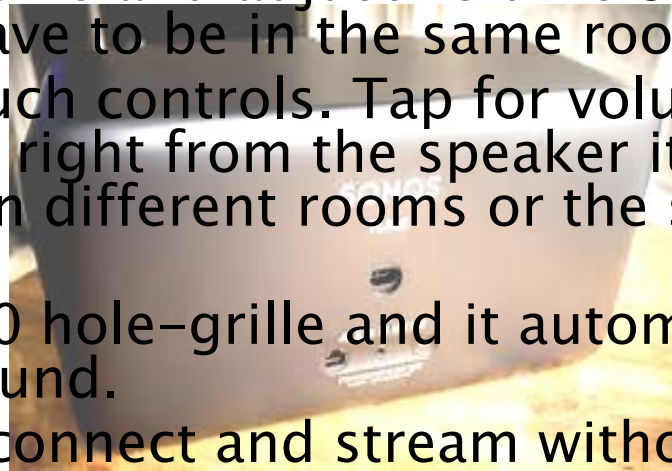 ave to be in the same roo
uch controls. Tap for volu
right from the speaker it
SONOS
n different rooms or the s
0 hole-grille and it autom
und.
connect and stream witho